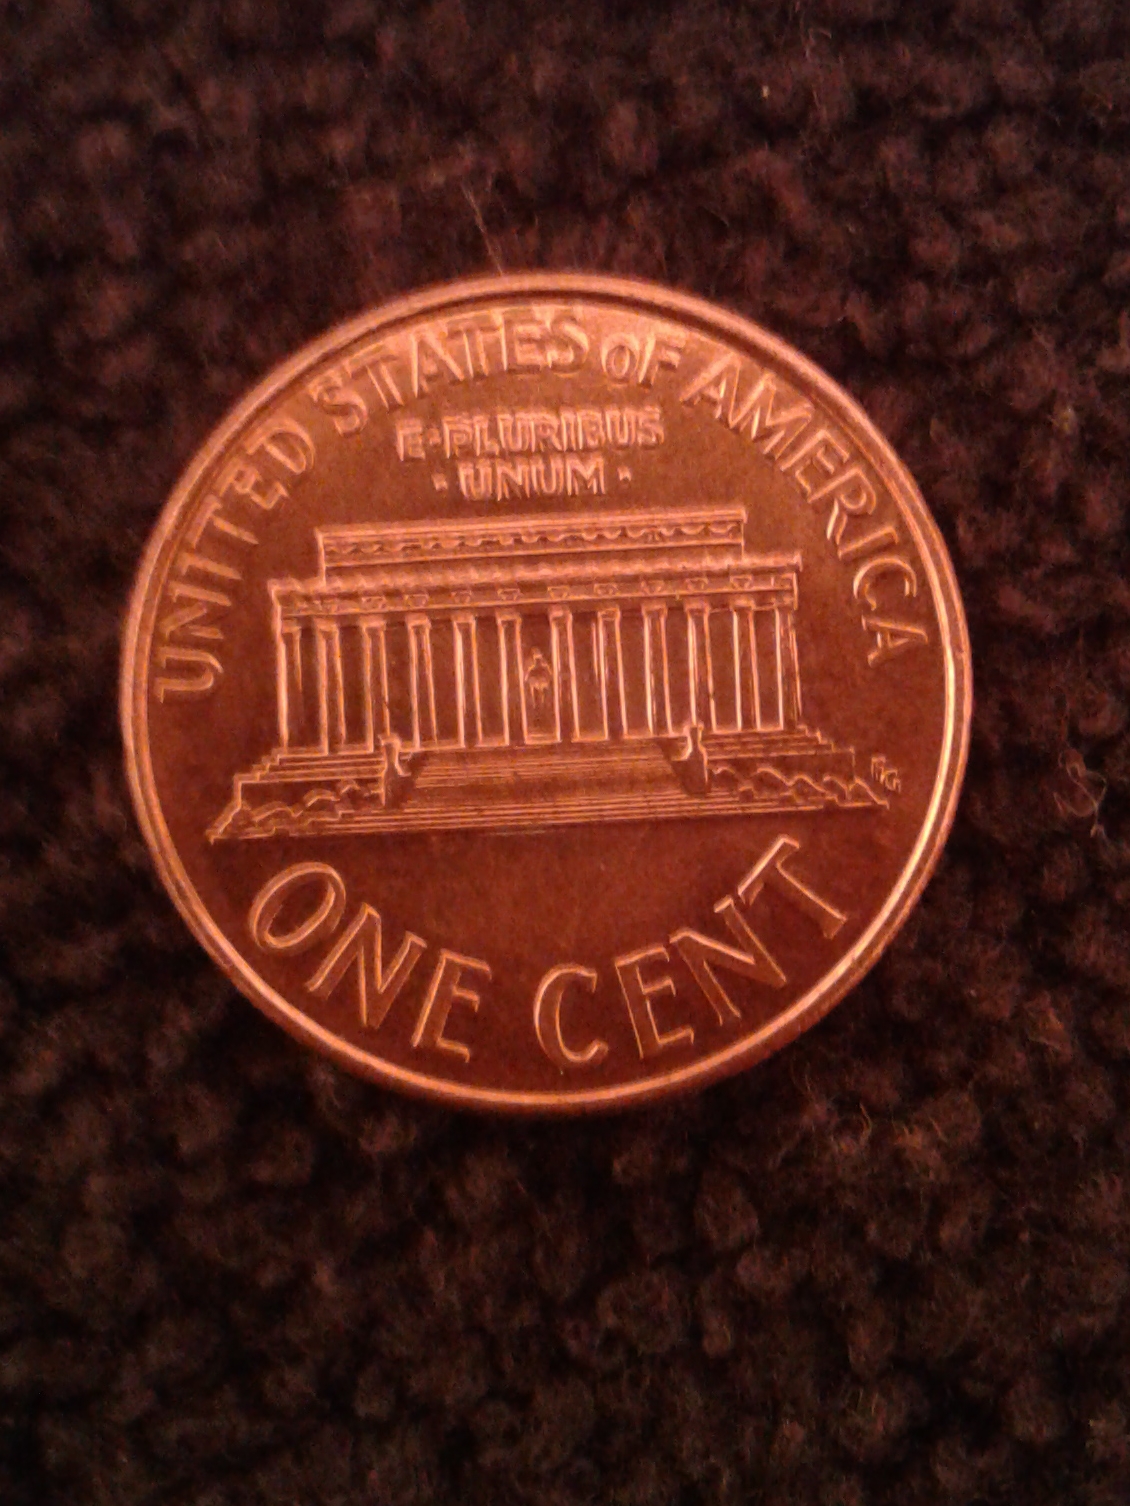 UNITED STATES OF AMERICA
E·PLURIBUS
·UNUM·
FG
ONE CENT